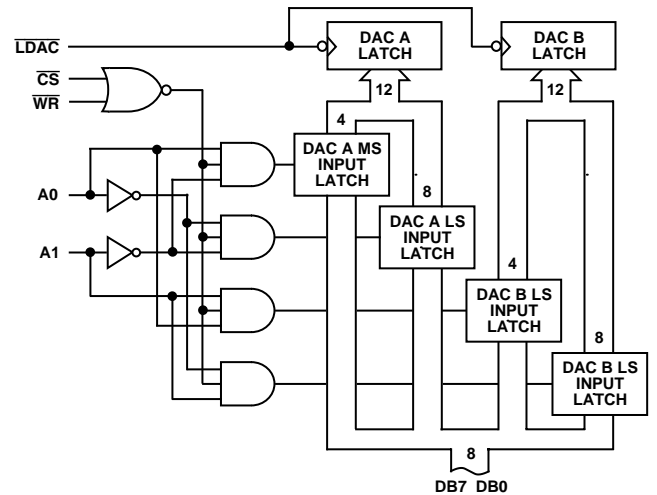 LDAC
DAC A
LATCH
DAC B
LATCH
CS
WR
12
12
4
DAC A MS
INPUT
LATCH
8
A0
DAC A LS
INPUT
LATCH
A1
4
DAC B LS
INPUT
LATCH
8
DAC B LS
INPUT
LATCH
8
DB7 DB0